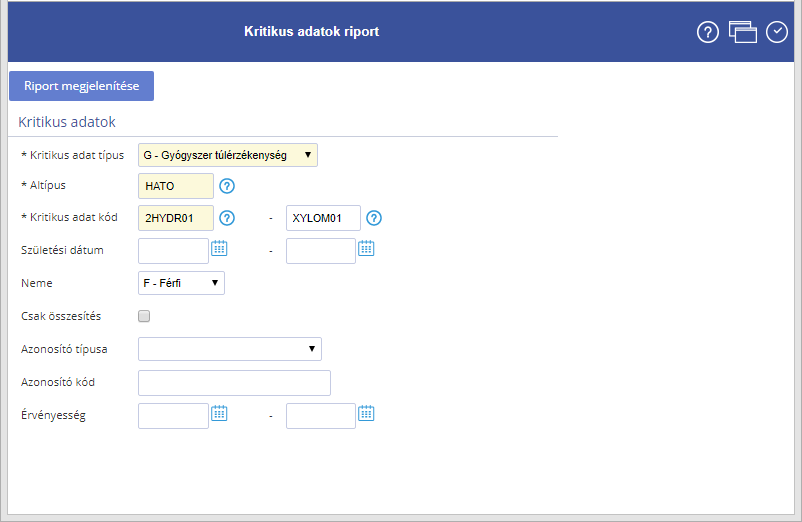 Kritikus adatok riport
Riport megjelenítése
Kritikus adatok
* Kritikus adat típus G - Gyógyszer túlérzékenység
* Altípus HATO
* Kritikus adat kód 2HYDR01 - XYLOM01
Születési dátum -
Neme F - Férfi
Csak összesítés
Azonosító típusa
Azonosító kód
Érvényesség -